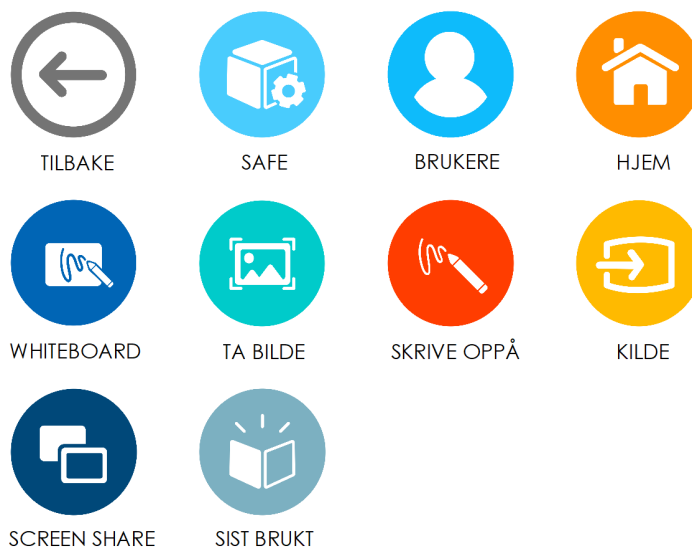 TILBAKE
SAFE
BRUKERE
HJEM
WHITEBOARD
TA BILDE
SKRIVE OPPÅ
KILDE
SCREEN SHARE
SIST BRUKT